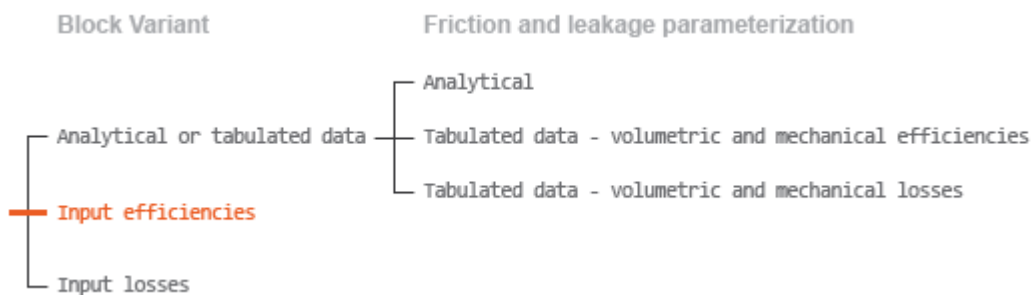 Block Variant
Friction and leakage parameterization
Analytical
Analytical or tabulated data
Tabulated data - volumetric and mechanical efficiencies
Tabulated data - volumetric and mechanical losses
Input efficiencies
Input losses